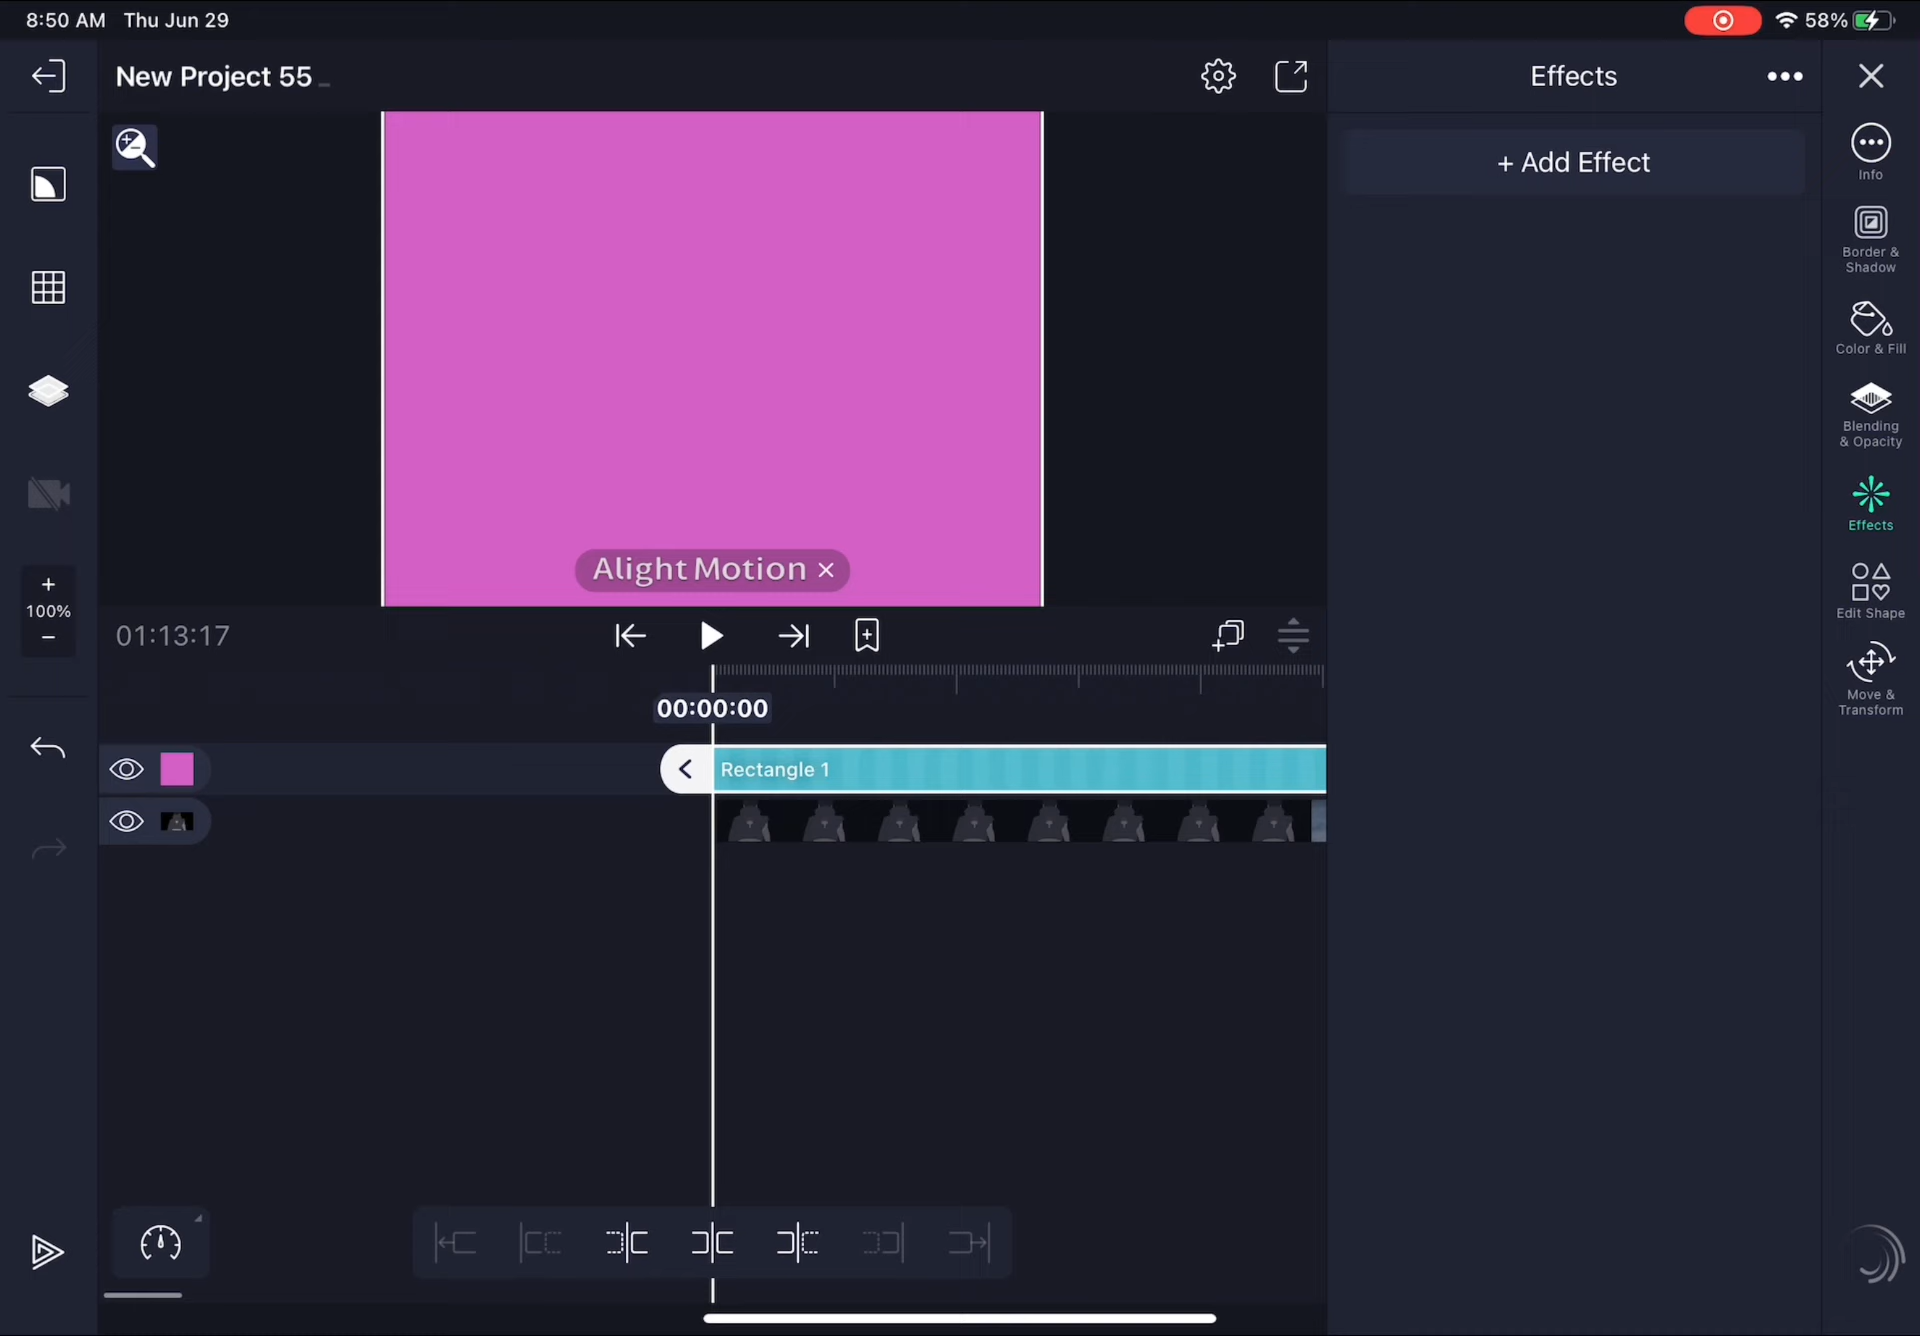 8:50 AM Thu Jun 29
58%
New Project 55
Effects
+ Add Effect
Info
Border &
Shadow
Color & Fill
Blending
& Opacity
Effects
Edit Shape
Move &
Transform
+
100%
−
Alight Motion ×
01:13:17
00:00:00
Rectangle 1